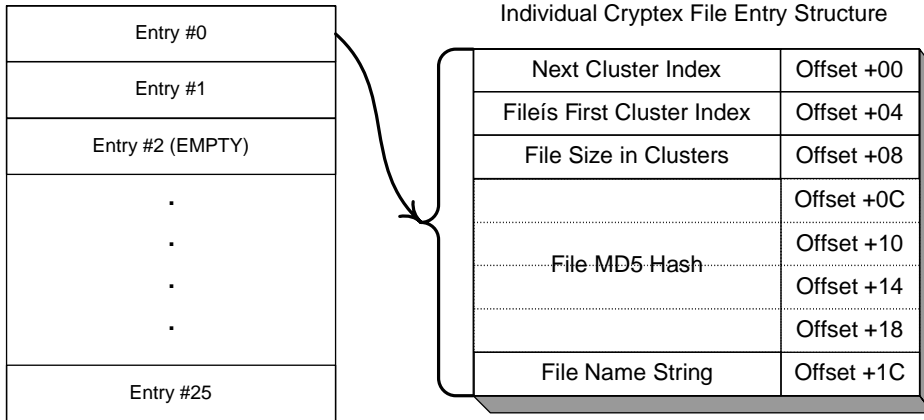 Entry #0
Entry #1
Entry #2 (EMPTY)
.
.
.
.
Entry #25
Individual Cryptex File Entry Structure
Next Cluster Index Offset +00
Fileís First Cluster Index Offset +04
File Size in Clusters Offset +08
File MD5 Hash Offset +0C
Offset +10
Offset +14
Offset +18
File Name String Offset +1C